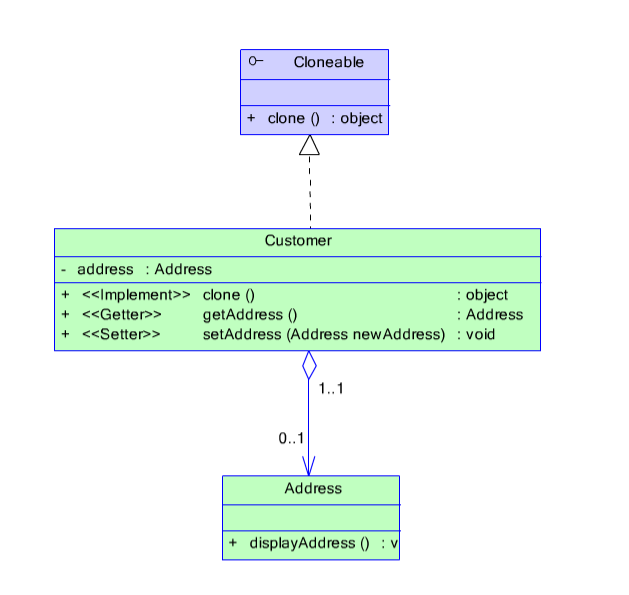 Cloneable
+ clone () : object
Customer
- address : Address
+ <<Implement>> clone () : object
+ <<Getter>> getAddress () : Address
+ <<Setter>> setAddress (Address newAddress) : void
1..1
0..1
Address
+ displayAddress () : v